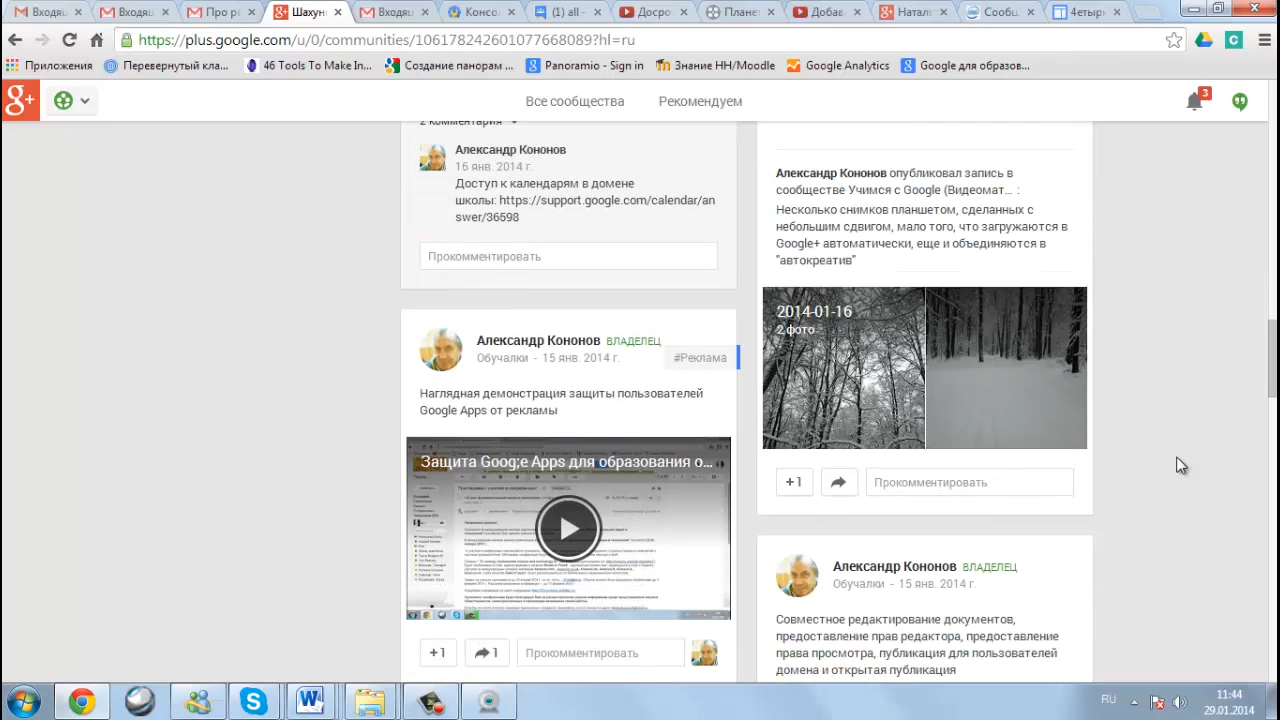 Входящ
Входящ
Про ре
Шахун
Входящ
Консо
(1) all -
Досро
Планет
Добав
Натал
Сообщ
4етырк
https://plus.google.com/u/0/communities/106178242601077668089?hl=ru
Приложения
Перевернутый кла...
46 Tools To Make I...
Создание панорам ...
Panoramio - Sign in
Знаника ТН/Moodle
Google Analytics
Google для образов...
g+
Все сообщества
Рекомендуем
3
2 комментария
Александр Кононов
16 янв. 2014 г.
Доступ к календарям в домене
школы: https://support.google.com/calendar/an
swer/36598
Прокомментировать
Александр Кононов ВЛАДЕЛЕЦ
Обучалки - 15 янв. 2014 г.
#Реклама
Наглядная демонстрация защиты пользователей
Google Apps от рекламы
Защита Goog;e Apps для образования о...
+1
1
Прокомментировать
Александр Кононов опубликовал запись в
сообществе Учимся с Google (Видеомат... :
Несколько снимков планшетом, сделанных с
небольшим сдвигом, мало того, что загружаются в
Google+ автоматически, еще и объединяются в
"автокреатив"
2014-01-16
2 фото
+1
Прокомментировать
Александр Кононов ВЛАДЕЛЕЦ
Обучалки - 15 янв. 2014 г.
Совместное редактирование документов,
предоставление прав редактора, предоставление
права просмотра, публикация для пользователей
домена и открытая публикация
RU
11:44
29.01.2014